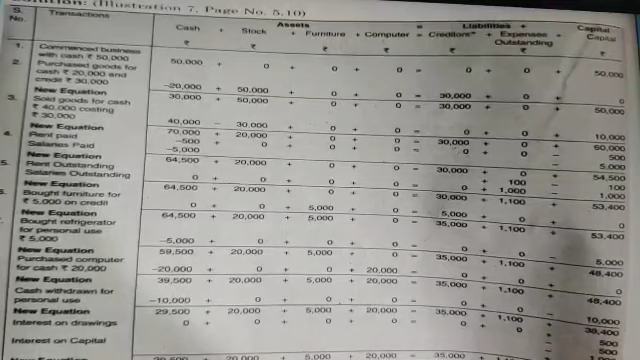 Solution: (Illustration 7, Page No. 5.10)
S. No. Transactions Assets = Liabilities + Capital
Cash + Stock + Furniture + Computer = Creditors + Expenses Outstanding + Capital
₹ ₹ ₹ ₹ ₹ ₹ ₹
1. Commenced business
with cash ₹ 50,000 50,000 + 0 + 0 + 0 = 0 + 0 + 50,000
2. Purchased goods for
cash ₹ 20,000 and
credit ₹ 30,000 –20,000 + 50,000 + 0 + 0 = 30,000 + 0 + 0
New Equation 30,000 + 50,000 + 0 + 0 = 30,000 + 0 + 50,000
3. Sold goods for cash
₹ 40,000 costing
₹ 30,000 40,000 – 30,000 + 0 + 0 = 0 + 0 + 10,000
New Equation 70,000 + 20,000 + 0 + 0 = 30,000 + 0 + 60,000
4. Rent paid –500 + 0 + 0 + 0 = 0 + 0 – 500
Salaries Paid –5,000 – 5,000
New Equation 64,500 + 20,000 + 0 + 0 = 30,000 + 0 + 54,500
5. Rent Outstanding 100 – 100
Salaries Outstanding 0 + 0 + 0 + 0 = 0 + 1,000 – 1,000
New Equation 64,500 + 20,000 + 0 + 0 = 30,000 + 1,100 + 53,400
6. Bought furniture for
₹ 5,000 on credit 0 + 0 + 5,000 + 0 = 5,000 + 0 + 0
New Equation 64,500 + 20,000 + 5,000 + 0 = 35,000 + 1,100 + 53,400
Bought refrigerator
for personal use
₹ 5,000 –5,000 + 0 + 0 + 0 = 0 + 0 – 5,000
New Equation 59,500 + 20,000 + 5,000 + 0 = 35,000 + 1,100 + 48,400
Purchased computer
for cash ₹ 20,000 –20,000 + 0 + 0 + 20,000 = 0 + 0 + 0
New Equation 39,500 + 20,000 + 5,000 + 20,000 = 35,000 + 1,100 + 48,400
Cash withdrawn for
personal use –10,000 + 0 + 0 + 0 = 0 + 0 – 10,000
New Equation 29,500 + 20,000 + 5,000 + 20,000 = 35,000 + 1,100 + 38,400
Interest on drawings 0 + 0 + 0 + 0 = 0 + 0 – 500
500
Interest on Capital
20,000 5,000 20,000 35,000